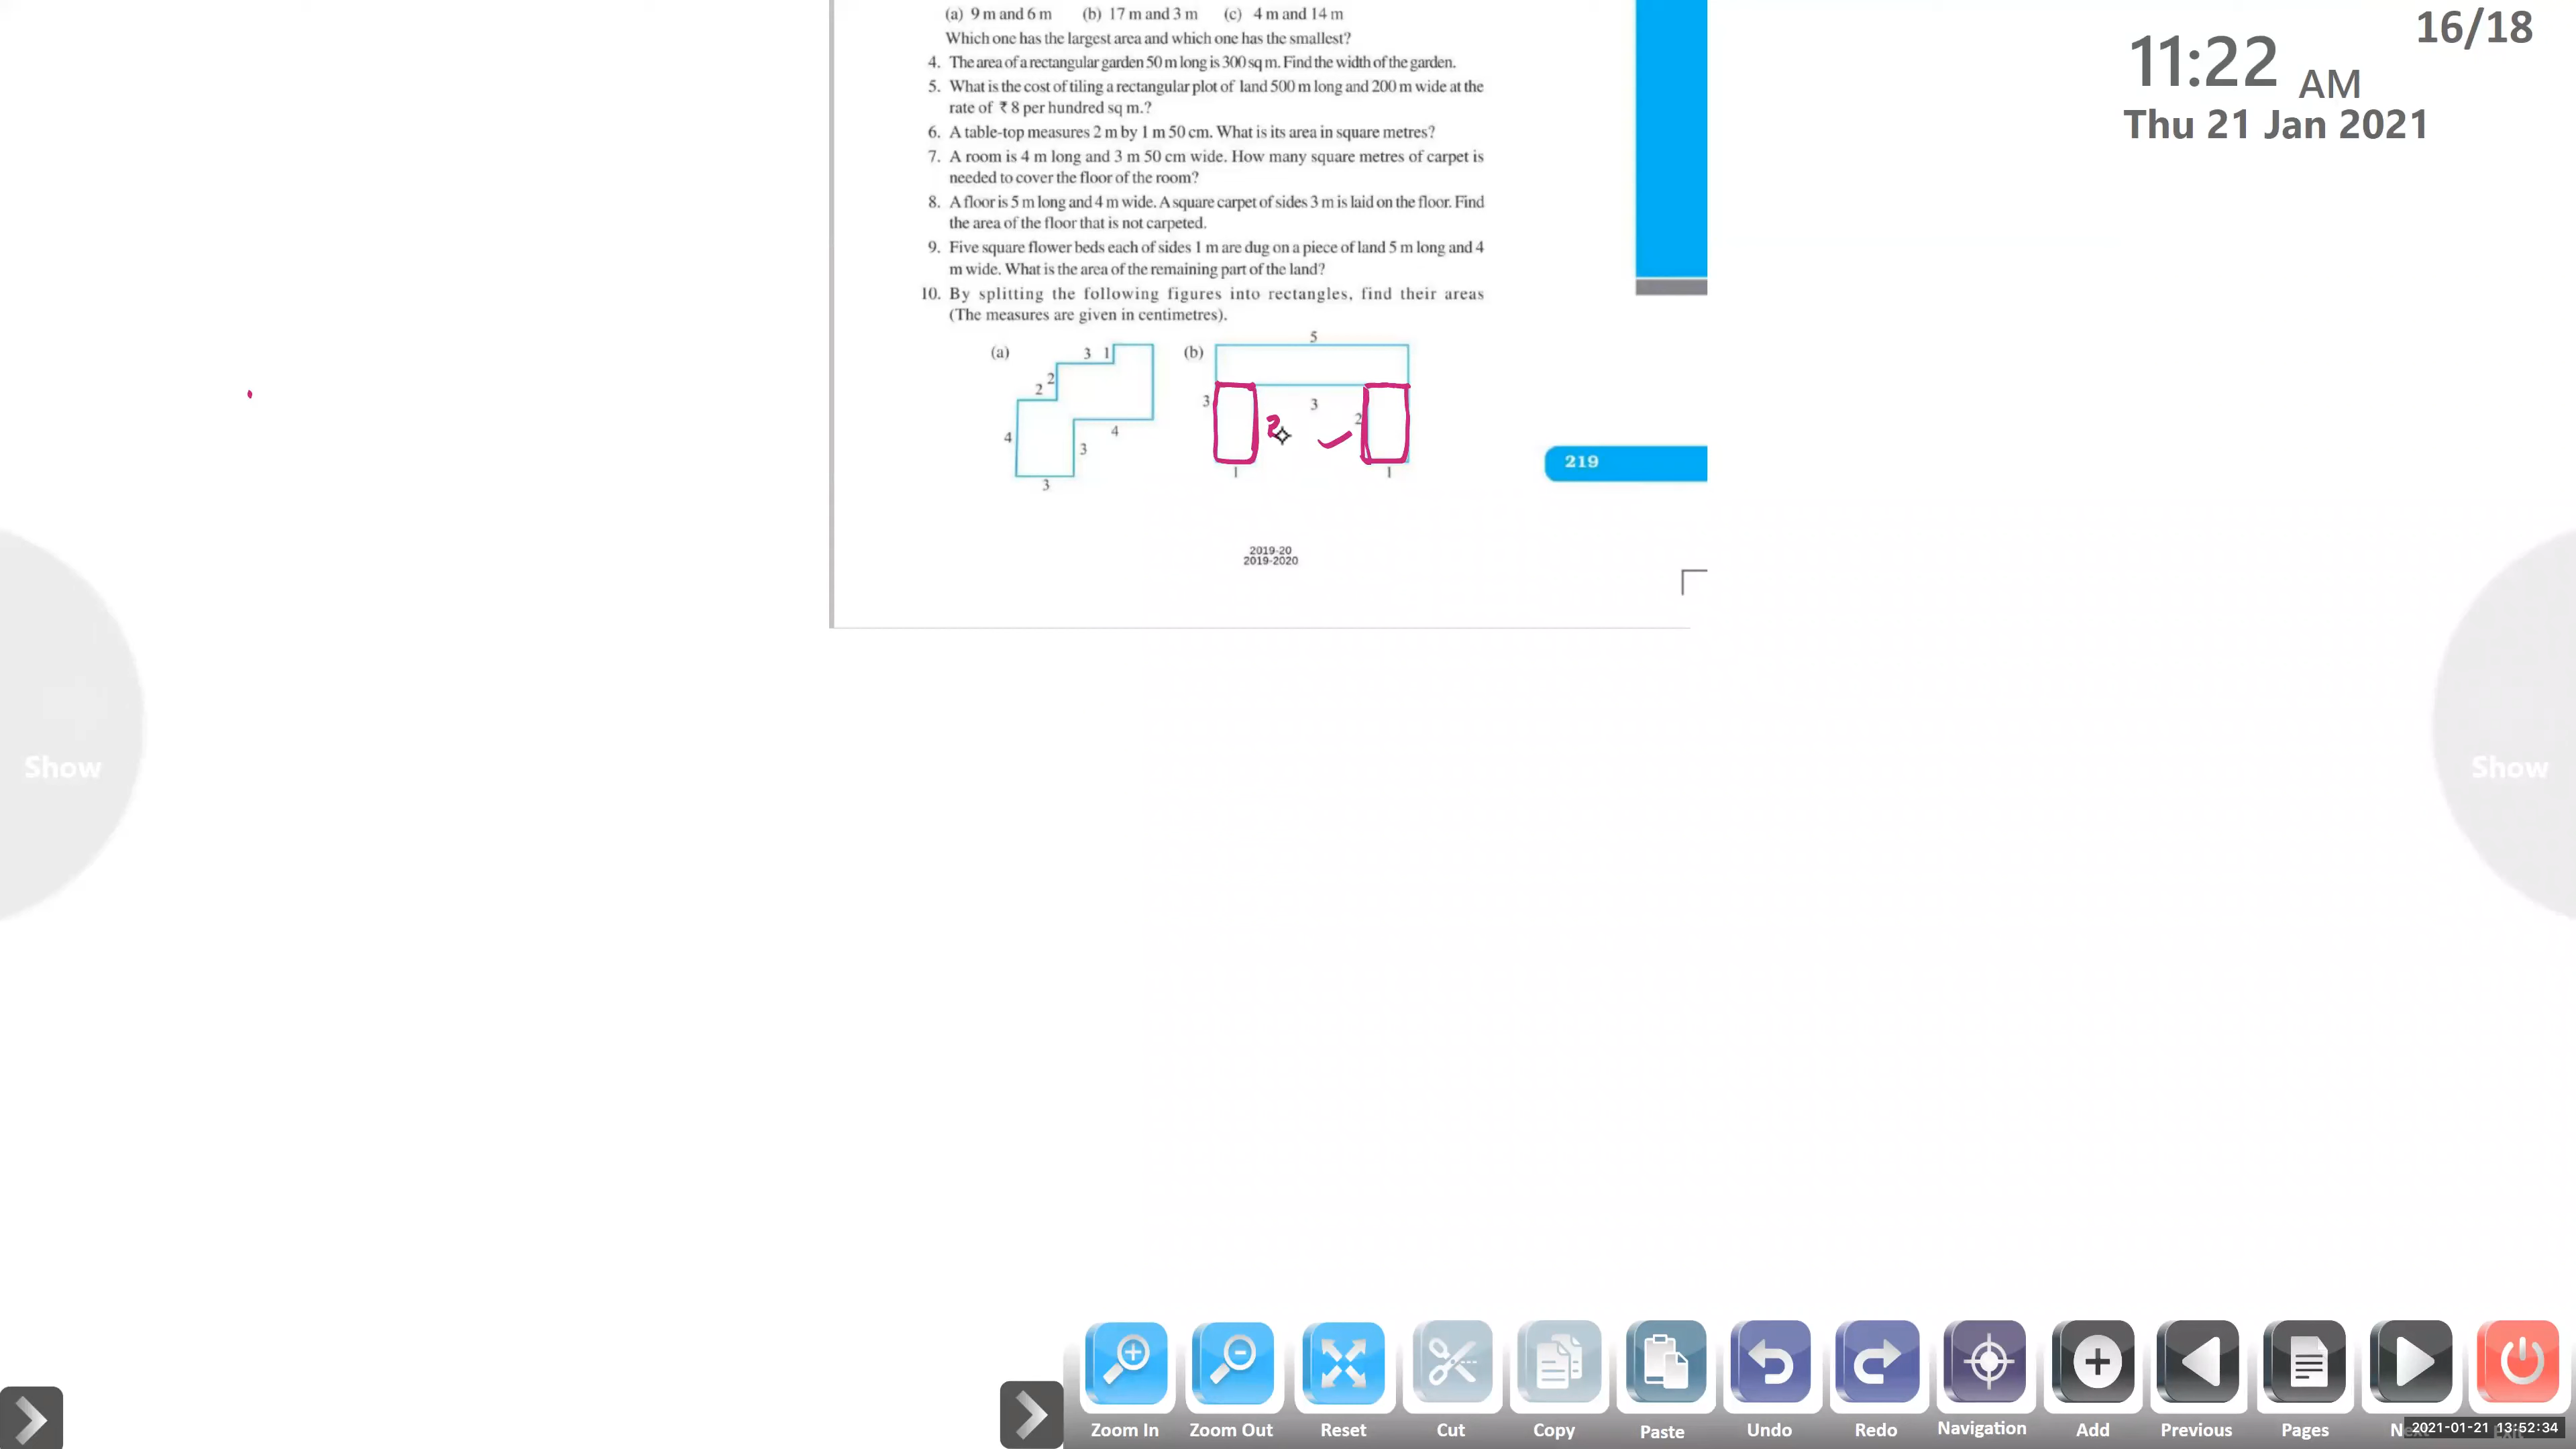 (a) 9 m and 6 m (b) 17 m and 3 m (c) 4 m and 14 m
Which one has the largest area and which one has the smallest?
4. The area of a rectangular garden 50 m long is 300 sq m. Find the width of the garden.
5. What is the cost of tiling a rectangular plot of land 500 m long and 200 m wide at the
rate of ₹ 8 per hundred sq m.?
6. A table-top measures 2 m by 1 m 50 cm. What is its area in square metres?
7. A room is 4 m long and 3 m 50 cm wide. How many square metres of carpet is
needed to cover the floor of the room?
8. A floor is 5 m long and 4 m wide. A square carpet of sides 3 m is laid on the floor. Find
the area of the floor that is not carpeted.
9. Five square flower beds each of sides 1 m are dug on a piece of land 5 m long and 4
m wide. What is the area of the remaining part of the land?
10. By splitting the following figures into rectangles, find their areas
(The measures are given in centimetres).
(a) 3 1
2
2
4
4
3
3
(b) 5
3
3
2
2
1 1
219
2019-20
2019-2020
16/18
11:22 AM
Thu 21 Jan 2021
Show
Show
Zoom In Zoom Out Reset Cut Copy Paste Undo Redo Navigation Add Previous Pages
2021-01-21 13:52:34